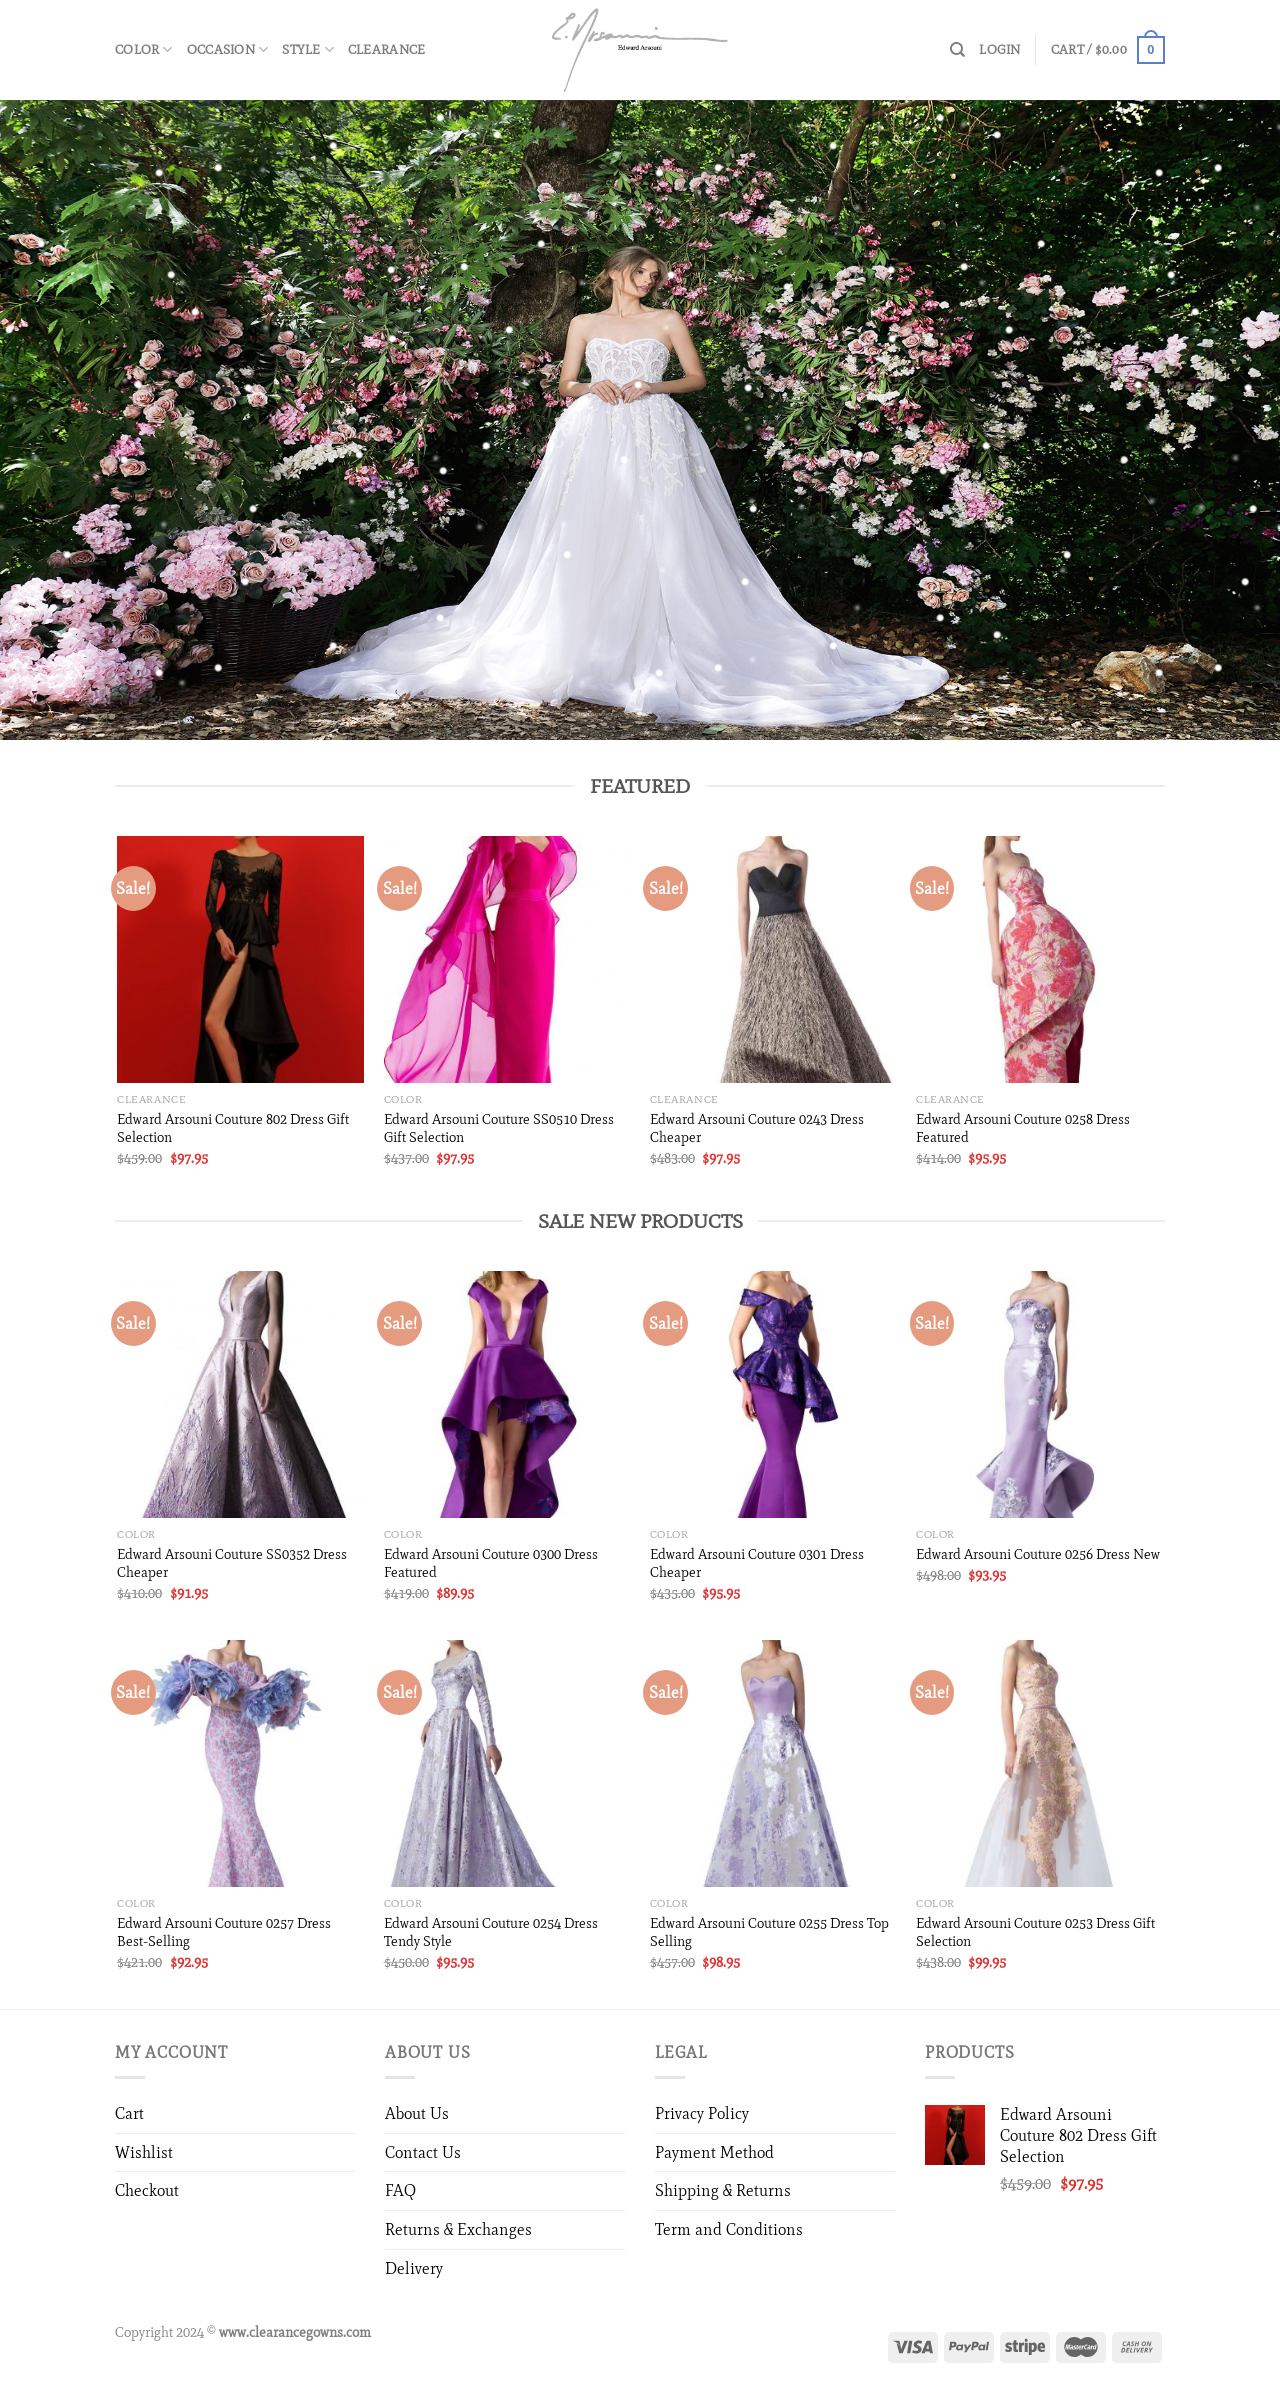 COLOR OCCASION STYLE CLEARANCE
E. Arsouni
Edward Arsouni
LOGIN CART / $0.00 0
FEATURED
Sale! Sale! Sale! Sale!
CLEARANCE
Edward Arsouni Couture 802 Dress Gift
Selection
$459.00 $97.95
COLOR
Edward Arsouni Couture SS0510 Dress
Gift Selection
$437.00 $97.95
CLEARANCE
Edward Arsouni Couture 0243 Dress
Cheaper
$483.00 $97.95
CLEARANCE
Edward Arsouni Couture 0258 Dress
Featured
$414.00 $95.95
SALE NEW PRODUCTS
Sale! Sale! Sale! Sale!
COLOR
Edward Arsouni Couture SS0352 Dress
Cheaper
$410.00 $91.95
COLOR
Edward Arsouni Couture 0300 Dress
Featured
$419.00 $89.95
COLOR
Edward Arsouni Couture 0301 Dress
Cheaper
$435.00 $95.95
COLOR
Edward Arsouni Couture 0256 Dress New
$498.00 $93.95
Sale! Sale! Sale! Sale!
COLOR
Edward Arsouni Couture 0257 Dress
Best-Selling
$421.00 $92.95
COLOR
Edward Arsouni Couture 0254 Dress
Tendy Style
$450.00 $95.95
COLOR
Edward Arsouni Couture 0255 Dress Top
Selling
$457.00 $98.95
COLOR
Edward Arsouni Couture 0253 Dress Gift
Selection
$438.00 $99.95
MY ACCOUNT
Cart
Wishlist
Checkout
ABOUT US
About Us
Contact Us
FAQ
Returns & Exchanges
Delivery
LEGAL
Privacy Policy
Payment Method
Shipping & Returns
Term and Conditions
PRODUCTS
Edward Arsouni
Couture 802 Dress Gift
Selection
$459.00 $97.95
Copyright 2024 © www.clearancegowns.com
VISA PayPal stripe MasterCard CASH ON
DELIVERY